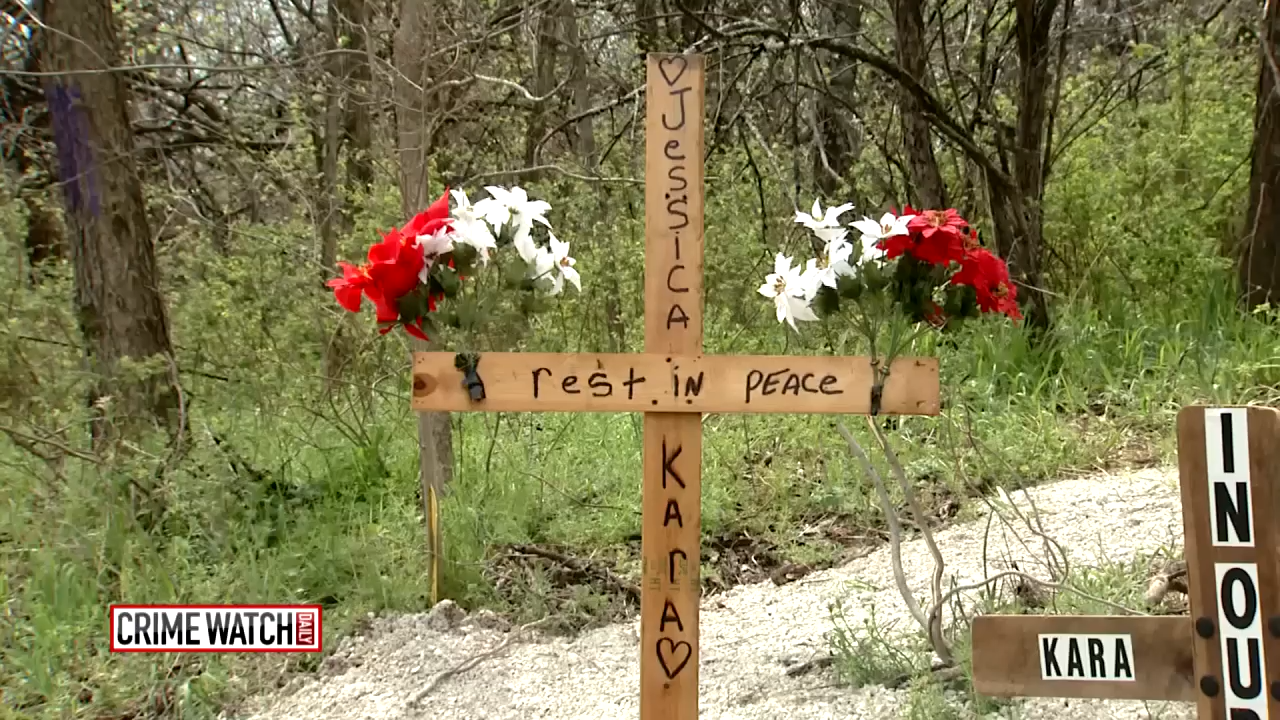 ♡Jessica
rest in PEACE
KArA♡
CRIME WATCH DAILY
KARA
IN
OU